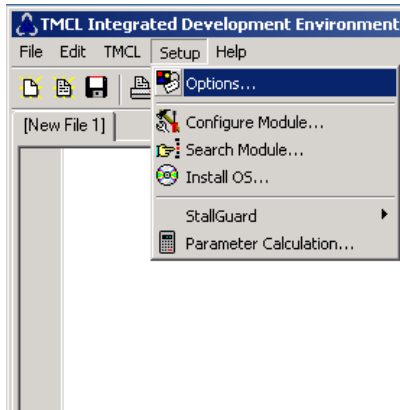 TMCL Integrated Development Environment
File Edit TMCL Setup Help
Options...
[New File 1]
Configure Module...
Search Module...
Install OS...
StallGuard
Parameter Calculation...